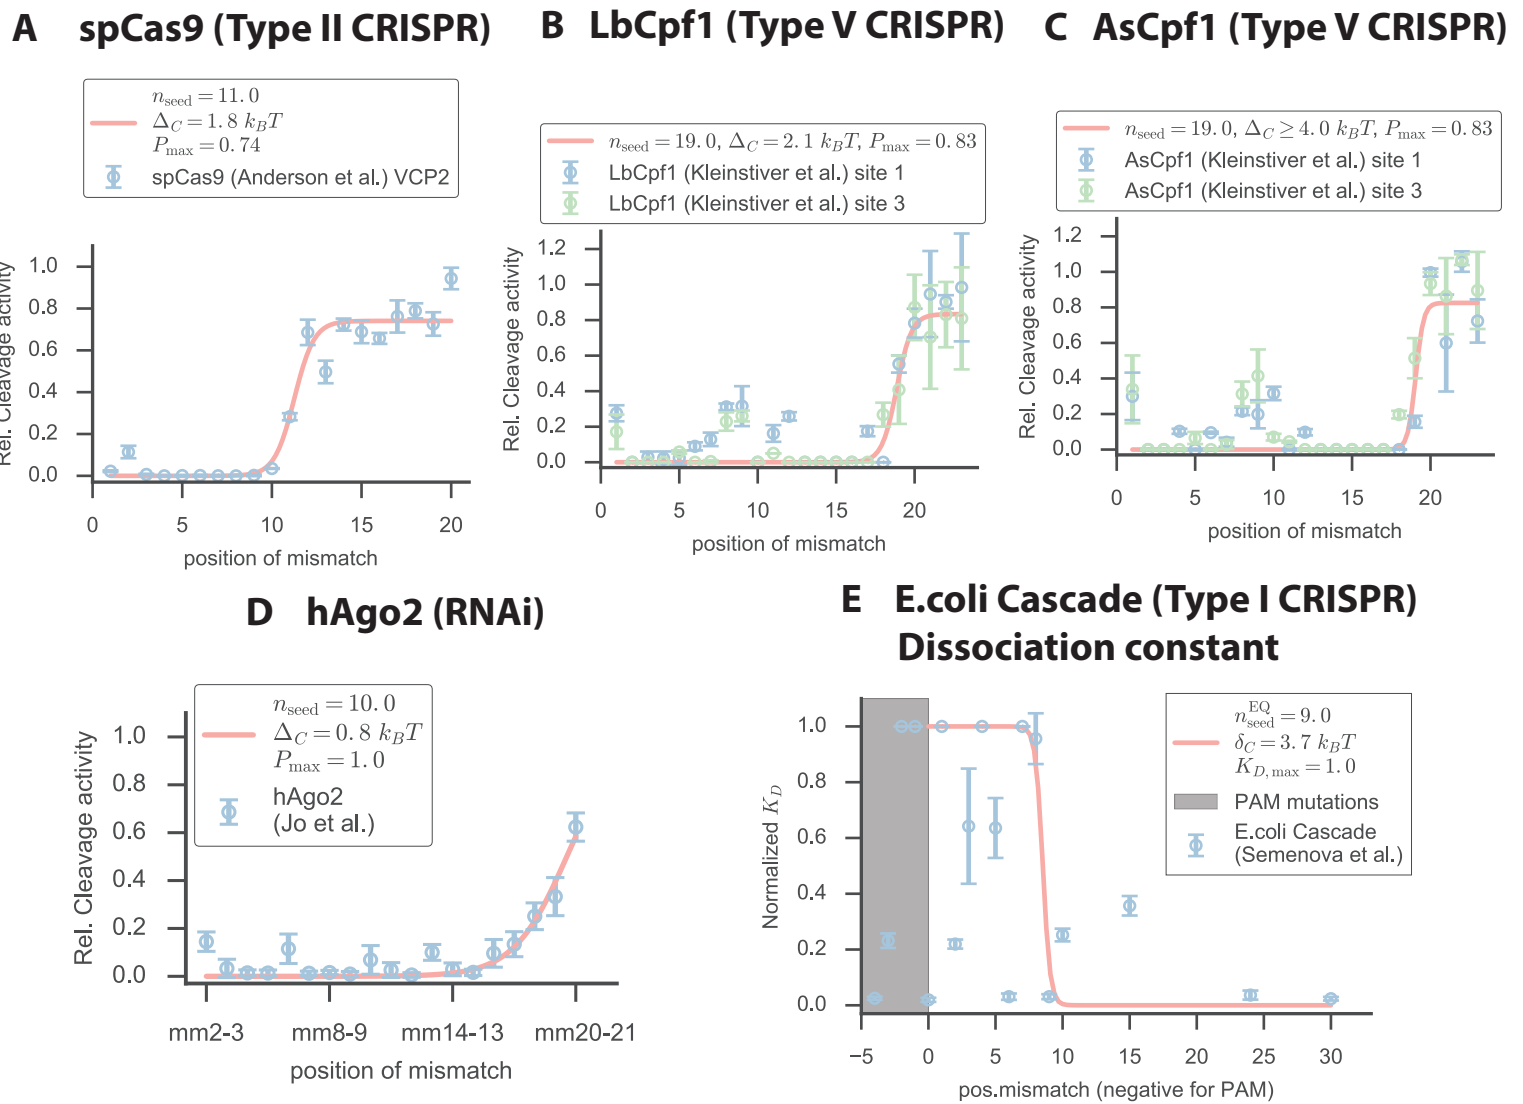 A spCas9 (Type II CRISPR)
n_seed = 11.0
Δ_C = 1.8 k_BT
P_max = 0.74
spCas9 (Anderson et al.) VCP2
Rel. Cleavage activity
1.0
0.8
0.6
0.4
0.2
0.0
0 5 10 15 20
position of mismatch
B LbCpf1 (Type V CRISPR)
n_seed = 19.0, Δ_C = 2.1 k_BT, P_max = 0.83
LbCpf1 (Kleinstiver et al.) site 1
LbCpf1 (Kleinstiver et al.) site 3
Rel. Cleavage activity
1.2
1.0
0.8
0.6
0.4
0.2
0.0
0 5 10 15 20
position of mismatch
C AsCpf1 (Type V CRISPR)
n_seed = 19.0, Δ_C ≥ 4.0 k_BT, P_max = 0.83
AsCpf1 (Kleinstiver et al.) site 1
AsCpf1 (Kleinstiver et al.) site 3
Rel. Cleavage activity
1.2
1.0
0.8
0.6
0.4
0.2
0.0
0 5 10 15 20
position of mismatch
D hAgo2 (RNAi)
n_seed = 10.0
Δ_C = 0.8 k_BT
P_max = 1.0
hAgo2
(Jo et al.)
Rel. Cleavage activity
1.0
0.8
0.6
0.4
0.2
0.0
mm2-3 mm8-9 mm14-13 mm20-21
position of mismatch
E E.coli Cascade (Type I CRISPR)
Dissociation constant
n_seed^EQ = 9.0
δ_C = 3.7 k_BT
K_D,max = 1.0
PAM mutations
E.coli Cascade
(Semenova et al.)
Normalized K_D
1.0
0.8
0.6
0.4
0.2
0.0
−5 0 5 10 15 20 25 30
pos.mismatch (negative for PAM)